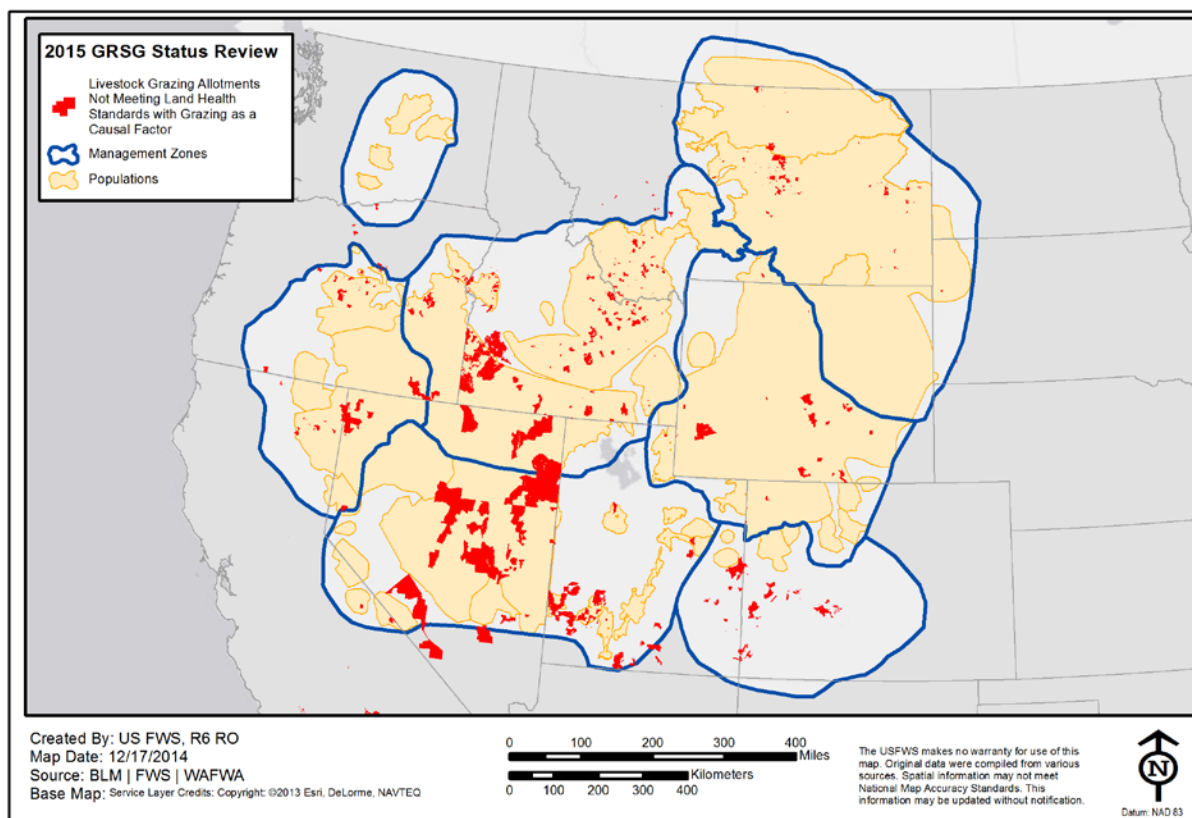 2015 GRSG Status Review
Livestock Grazing Allotments
Not Meeting Land Health
Standards with Grazing as a
Causal Factor
Management Zones
Populations
Created By: US FWS, R6 RO
Map Date: 12/17/2014
Source: BLM | FWS | WAFWA
Base Map: Service Layer Credits: Copyright: ©2013 Esri, DeLorme, NAVTEQ
0 100 200 300 400
Miles
Kilometers
0 100 200 300 400
The USFWS makes no warranty for use of this
map. Original data were compiled from various
sources. Spatial information may not meet
National Map Accuracy Standards. This
information may be updated without notification.
N
Datum: NAD 83